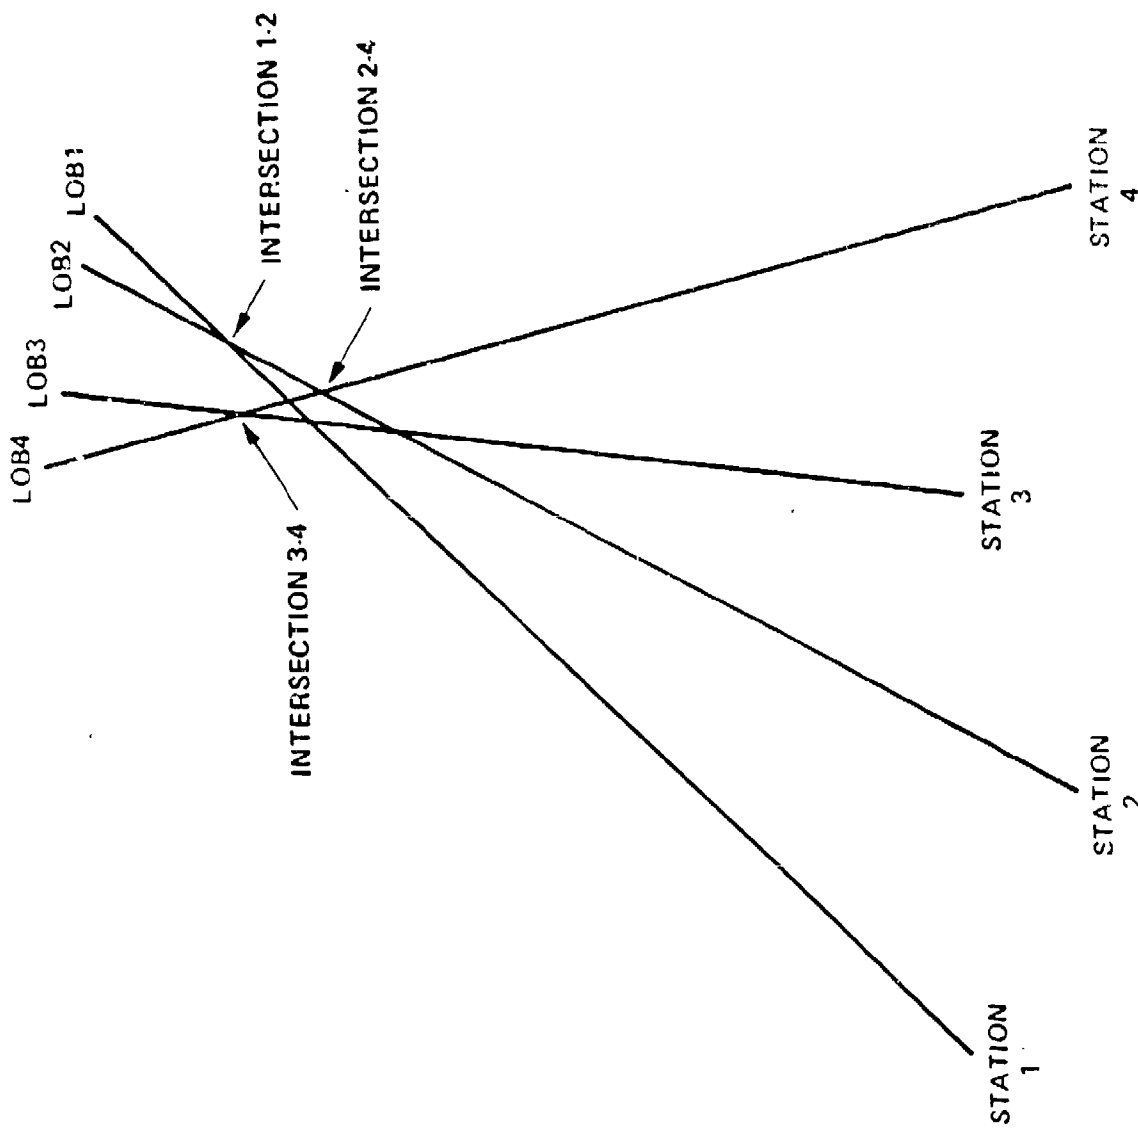 LOB4
LOB3
LOB2
LOB1
INTERSECTION 1-2
INTERSECTION 2-4
INTERSECTION 3-4
STATION
1
STATION
2
STATION
3
STATION
4